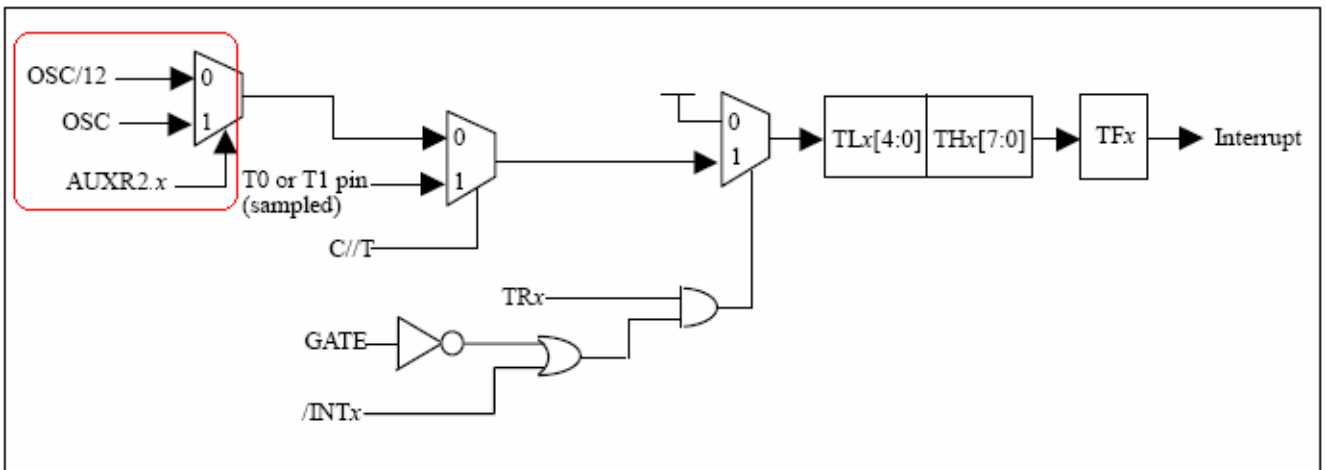 OSC/12
0
OSC
1
AUXR2.x
T0 or T1 pin
(sampled)
0
1
C//T
0
1
TLx[4:0]
THx[7:0]
TFx
Interrupt
TRx
GATE
/INTx